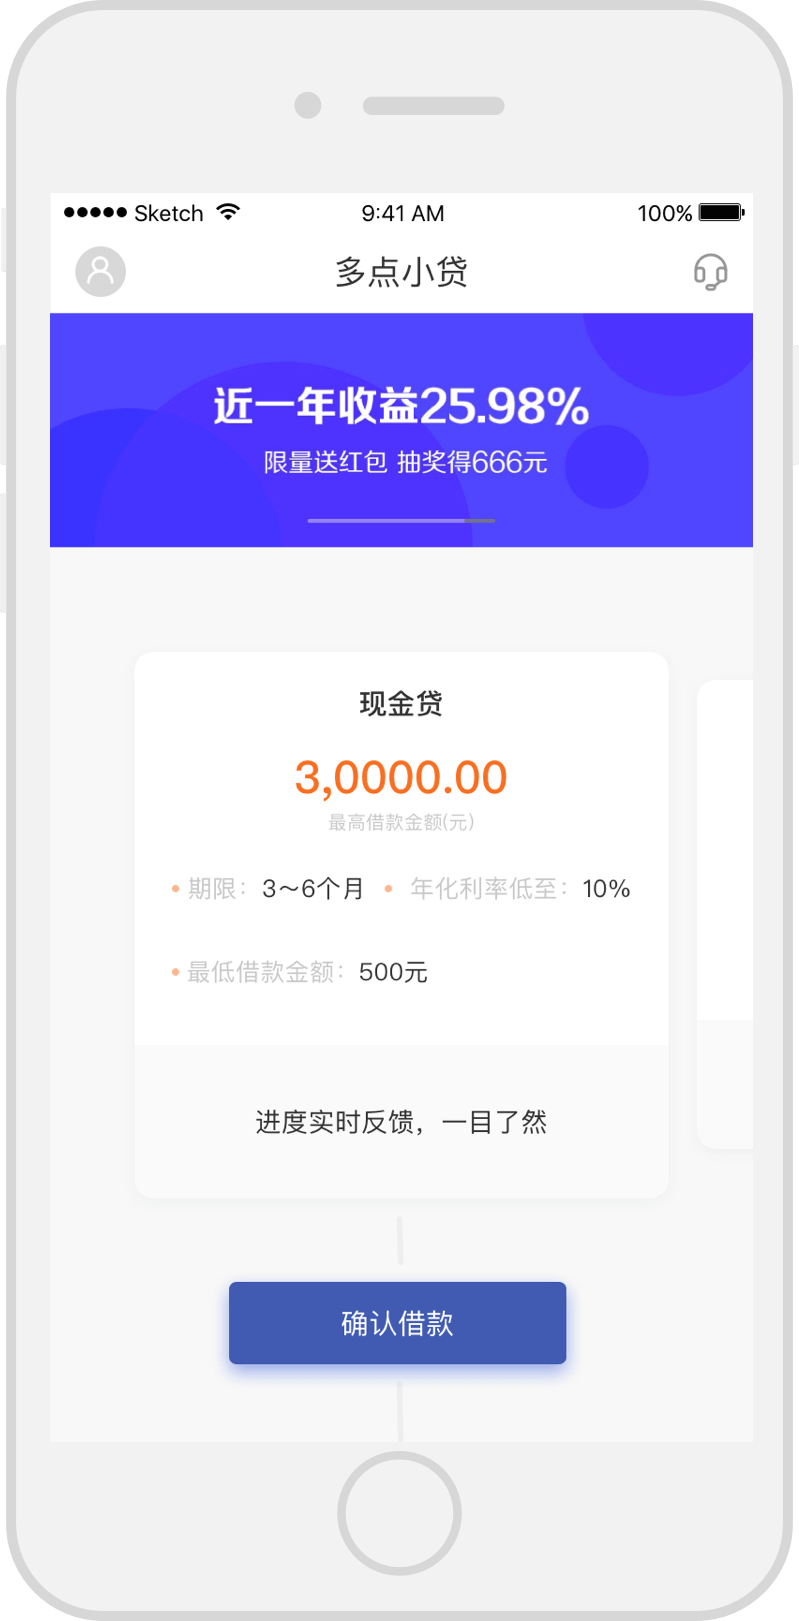 ●●●●● Sketch 9:41 AM 100%
多点小贷
近一年收益25.98%
限量送红包 抽奖得666元
现金贷
3,0000.00
最高借款金额(元)
• 期限： 3～6个月 • 年化利率低至： 10%
• 最低借款金额： 500元
进度实时反馈，一目了然
确认借款